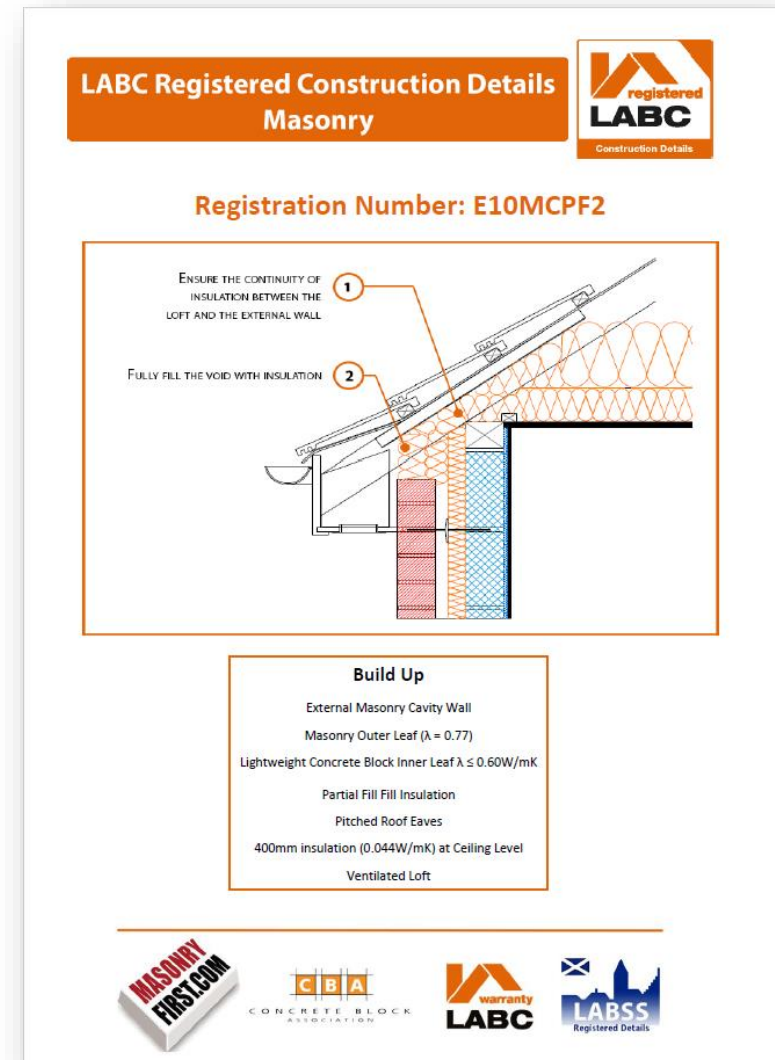 LABC Registered Construction Details
Masonry
registered
LABC
Construction Details
Registration Number: E10MCPF2
ENSURE THE CONTINUITY OF
INSULATION BETWEEN THE
LOFT AND THE EXTERNAL WALL
1
FULLY FILL THE VOID WITH INSULATION
2
Build Up
External Masonry Cavity Wall
Masonry Outer Leaf (λ = 0.77)
Lightweight Concrete Block Inner Leaf λ ≤ 0.60W/mK
Partial Fill Fill Insulation
Pitched Roof Eaves
400mm insulation (0.044W/mK) at Ceiling Level
Ventilated Loft
MASONRY
FIRST.COM
CBA
CONCRETE BLOCK
ASSOCIATION
warranty
LABC
LABSS
Registered Details